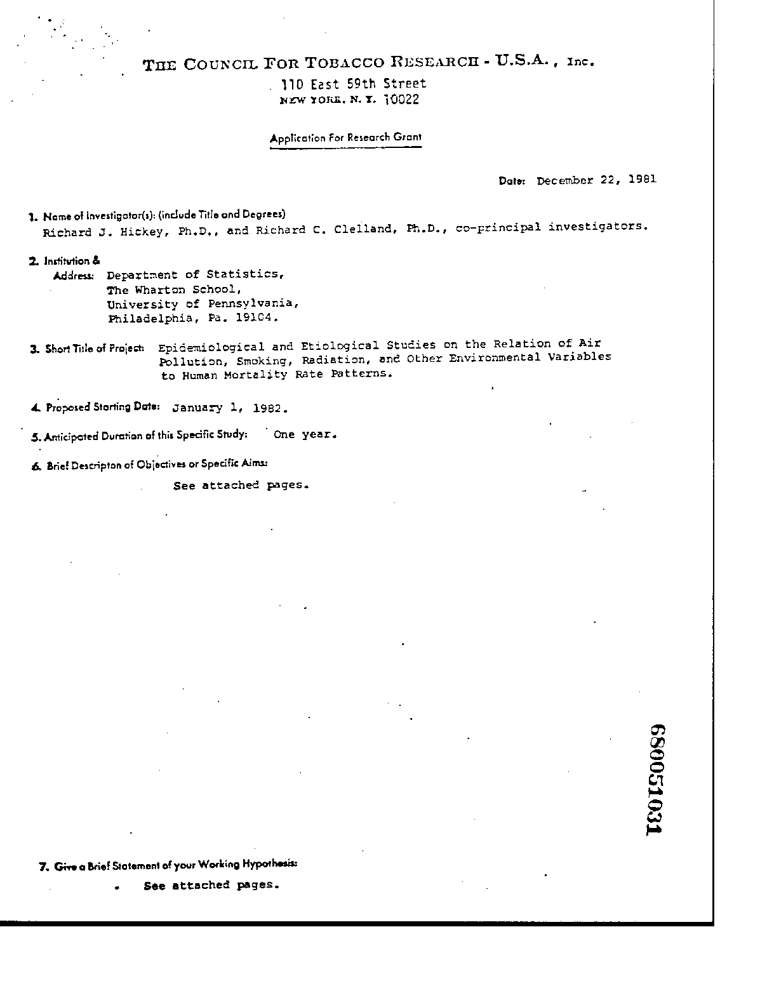 THE COUNCIL FOR TOBACCO RESEARCH - U.S.A., Inc.
110 East 59th Street
NEW YORK, N. Y. 10022
Application For Research Grant
Date: December 22, 1981
1. Name of Investigator(s): (include Title and Degrees)
Richard J. Hickey, Ph.D., and Richard C. Clelland, Ph.D., co-principal investigators.
2. Institution &
Address: Department of Statistics,
The Wharton School,
University of Pennsylvania,
Philadelphia, Pa. 19104.
3. Short Title of Project: Epidemiological and Etiological Studies on the Relation of Air
Pollution, Smoking, Radiation, and Other Environmental Variables
to Human Mortality Rate Patterns.
4. Proposed Starting Date: January 1, 1982.
5. Anticipated Duration of this Specific Study: One year.
6. Brief Descripton of Objectives or Specific Aims:
See attached pages.
680051031
7. Give a Brief Statement of your Working Hypothesis:
See attached pages.